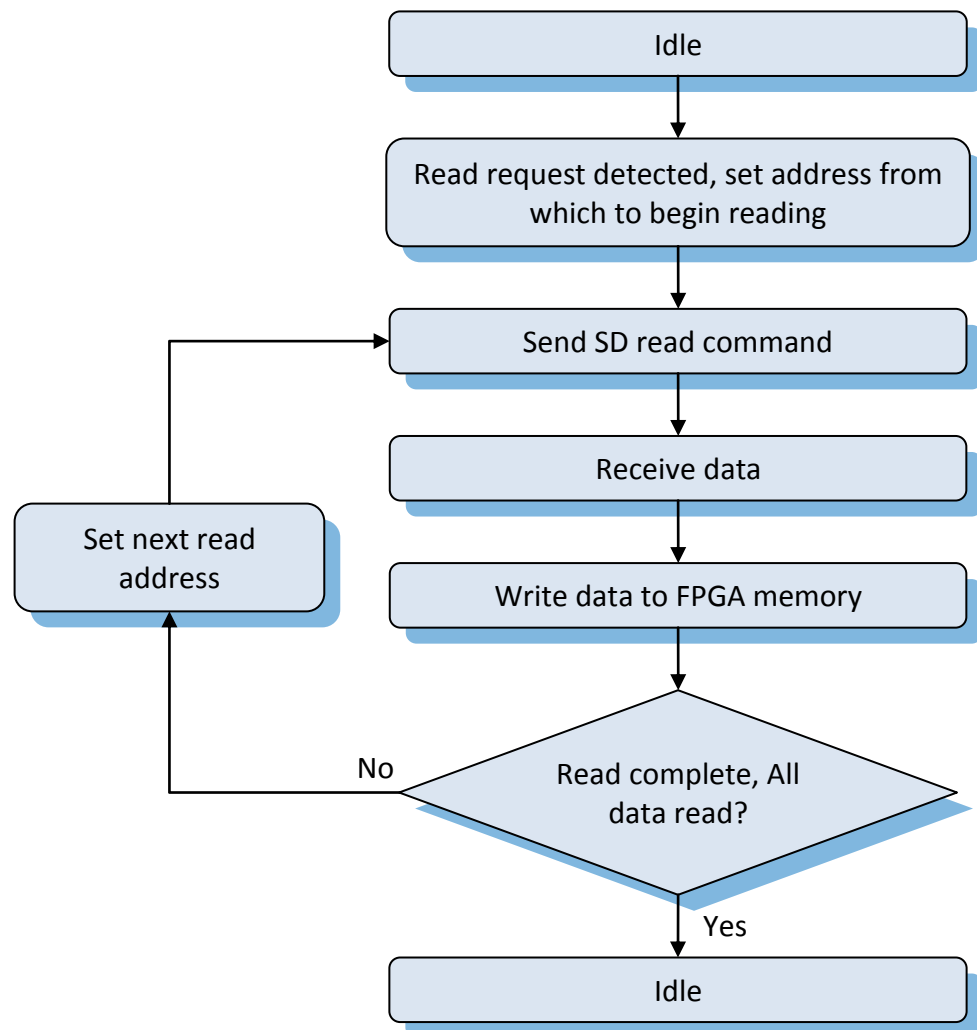 Idle
Read request detected, set address from
which to begin reading
Send SD read command
Receive data
Set next read
address
Write data to FPGA memory
No
Read complete, All
data read?
Yes
Idle